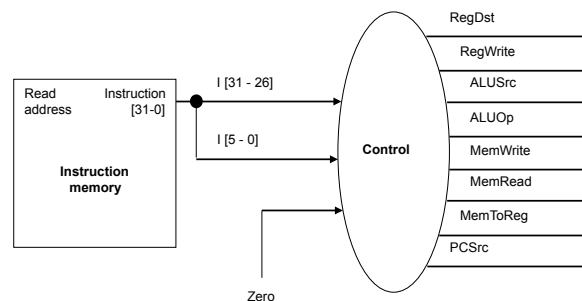 Read address
Instruction [31-0]
Instruction memory
I [31 - 26]
I [5 - 0]
Zero
Control
RegDst
RegWrite
ALUSrc
ALUOp
MemWrite
MemRead
MemToReg
PCSrc